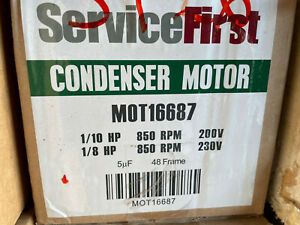 ServiceFirst
CONDENSER MOTOR
MOT16687
1/10 HP 850 RPM 200V
1/8 HP 850 RPM 230V
5µF 48 Frame
MOT16687